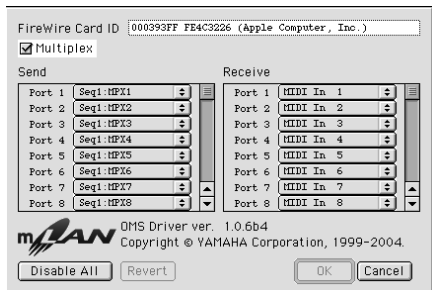 FireWire Card ID 000393FF FE4C3226 (Apple Computer, Inc.)
Multiplex
Send Receive
Port 1 Seq1:MPX1 Port 1 MIDI In 1
Port 2 Seq1:MPX2 Port 2 MIDI In 2
Port 3 Seq1:MPX3 Port 3 MIDI In 3
Port 4 Seq1:MPX4 Port 4 MIDI In 4
Port 5 Seq1:MPX5 Port 5 MIDI In 5
Port 6 Seq1:MPX6 Port 6 MIDI In 6
Port 7 Seq1:MPX7 Port 7 MIDI In 7
Port 8 Seq1:MPX8 Port 8 MIDI In 8
mLAN OMS Driver ver. 1.0.6b4
Copyright © YAMAHA Corporation, 1999-2004.
Disable All Revert OK Cancel